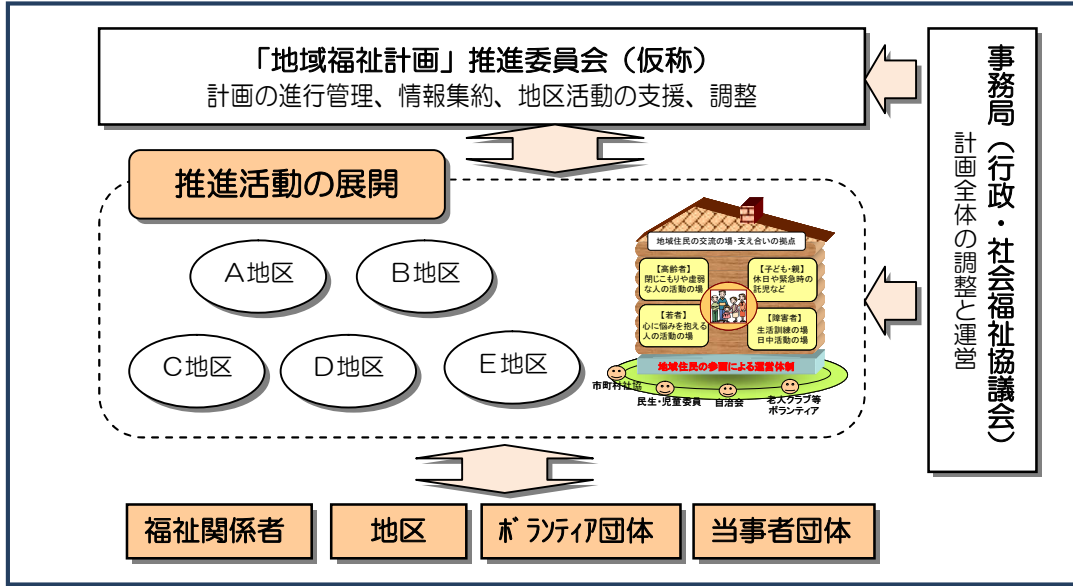 「地域福祉計画」推進委員会（仮称）
計画の進行管理、情報集約、地区活動の支援、調整
事務局（行政・社会福祉協議会）
計画全体の調整と運営
推進活動の展開
A地区
B地区
C地区
D地区
E地区
地域住民の交流の場・支え合いの拠点
【高齢者】
閉じこもりや虚弱
な人の活動の場
【子ども・親】
休日や緊急時の
託児など
【若者】
心に悩みを抱える
人の活動の場
【障害者】
生活訓練の場
日中活動の場
地域住民の参画による運営体制
市町村社協
民生・児童委員
自治会
老人クラブ等
ボランティア
福祉関係者
地区
ﾎﾞﾗﾝﾃｨｱ団体
当事者団体